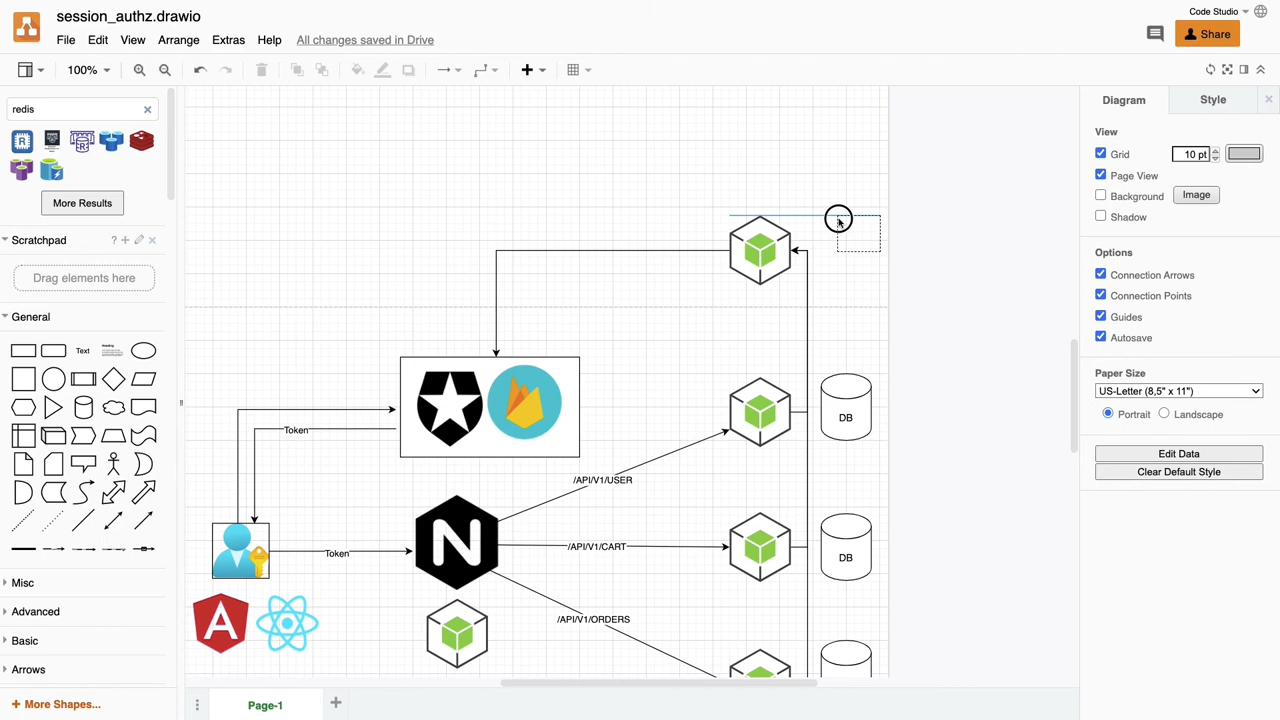 session_authz.drawio
Code Studio
File Edit View Arrange Extras Help All changes saved in Drive
Share
100%
redis
More Results
Scratchpad
?
Drag elements here
General
Text
Heading
Misc
Advanced
Basic
Arrows
+ More Shapes...
Token
Token
N
A
/API/V1/USER
/API/V1/CART
/API/V1/ORDERS
DB
DB
Page-1
Diagram
Style
View
Grid
10 pt
Page View
Background
Image
Shadow
Options
Connection Arrows
Connection Points
Guides
Autosave
Paper Size
US-Letter (8,5" x 11")
Portrait
Landscape
Edit Data
Clear Default Style